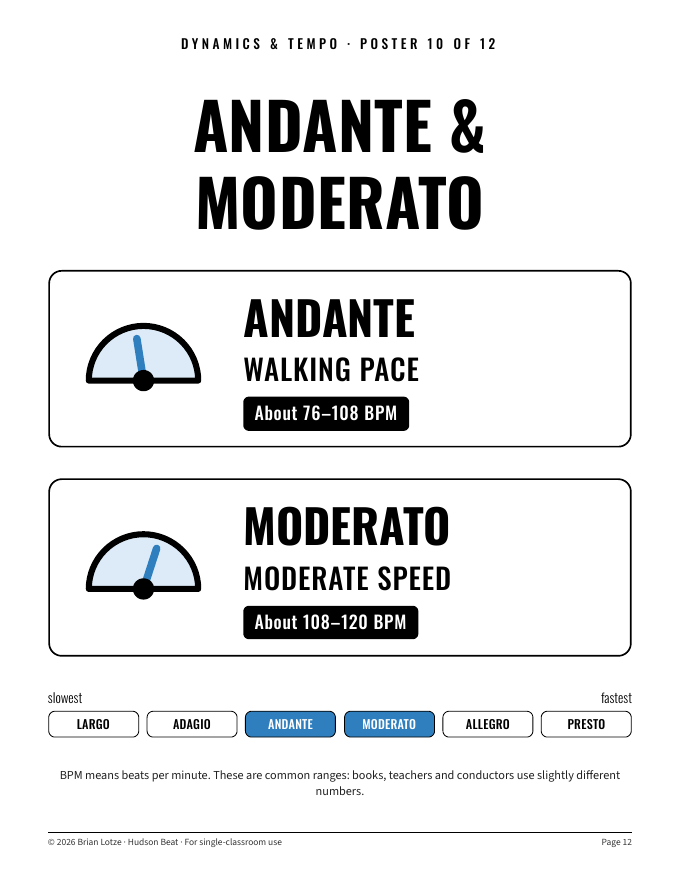 DYNAMICS & TEMPO · POSTER 10 OF 12
ANDANTE &
MODERATO
ANDANTE
WALKING PACE
About 76–108 BPM
MODERATO
MODERATE SPEED
About 108–120 BPM
slowest fastest
LARGO ADAGIO ANDANTE MODERATO ALLEGRO PRESTO
BPM means beats per minute. These are common ranges: books, teachers and conductors use slightly different
numbers.
© 2026 Brian Lotze · Hudson Beat · For single-classroom use Page 12